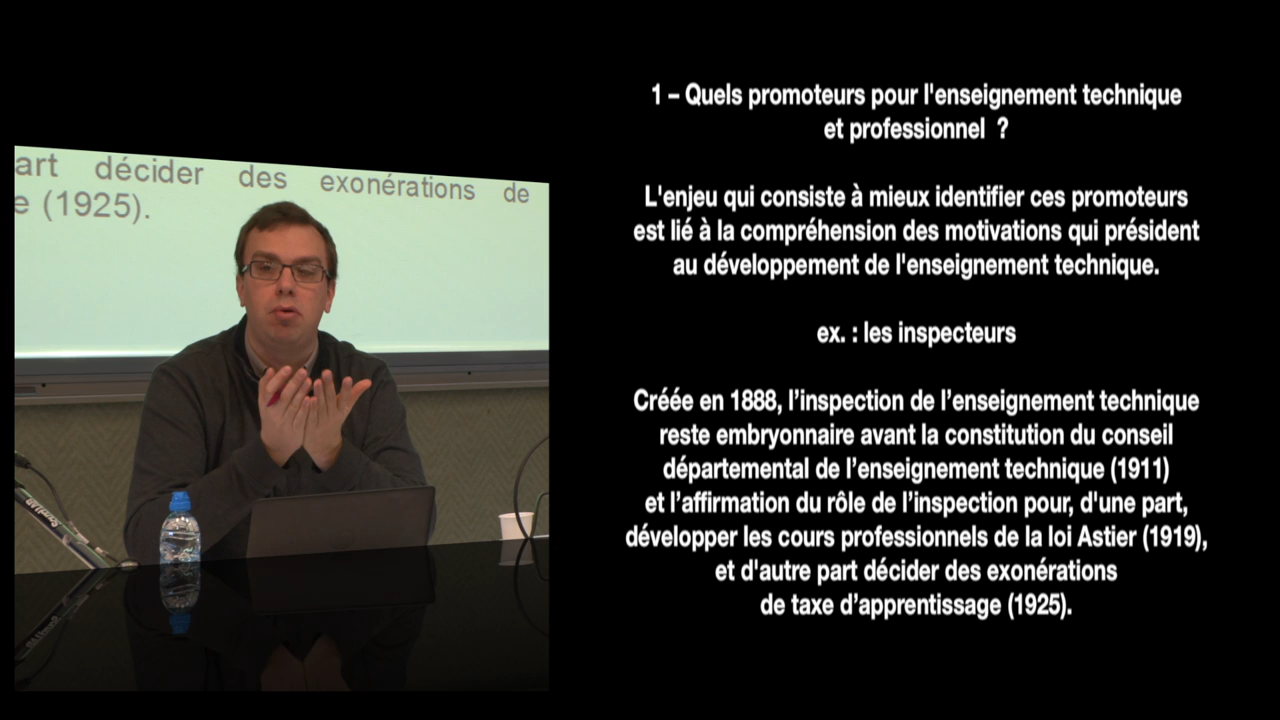 art décider des exonérations de
e (1925).
1 – Quels promoteurs pour l'enseignement technique
et professionnel ?
L'enjeu qui consiste à mieux identifier ces promoteurs
est lié à la compréhension des motivations qui président
au développement de l'enseignement technique.
ex. : les inspecteurs
Créée en 1888, l’inspection de l’enseignement technique
reste embryonnaire avant la constitution du conseil
départemental de l’enseignement technique (1911)
et l’affirmation du rôle de l’inspection pour, d'une part,
développer les cours professionnels de la loi Astier (1919),
et d'autre part décider des exonérations
de taxe d’apprentissage (1925).